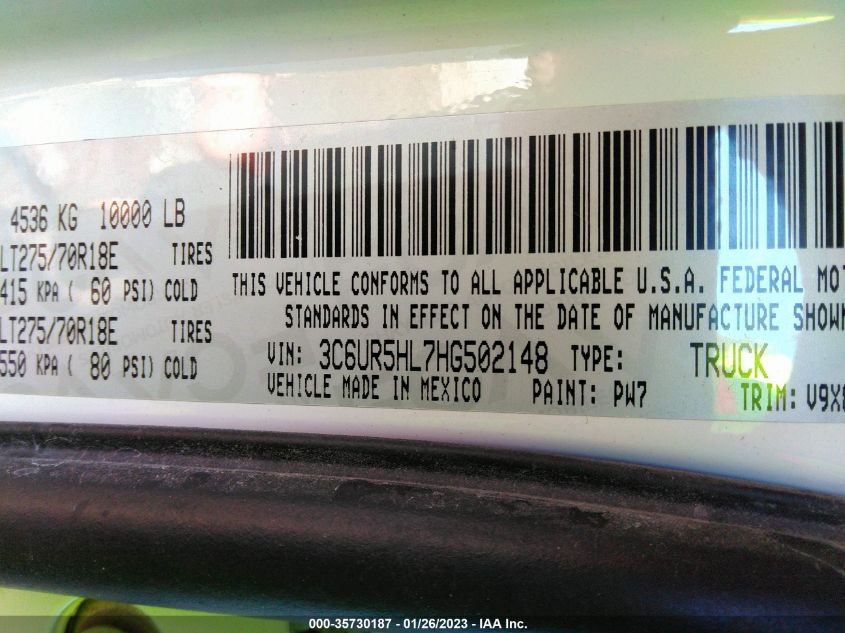 4536 KG 10000 LB
LT275/70R18E TIRES
415 KPA ( 60 PSI) COLD
LT275/70R18E TIRES
550 KPA ( 80 PSI) COLD
THIS VEHICLE CONFORMS TO ALL APPLICABLE U.S.A. FEDERAL MOT
STANDARDS IN EFFECT ON THE DATE OF MANUFACTURE SHOWN
VIN: 3C6UR5HL7HG502148 TYPE: TRUCK
VEHICLE MADE IN MEXICO PAINT: PW7 TRIM: V9X8
000-35730187 - 01/26/2023 - IAA Inc.